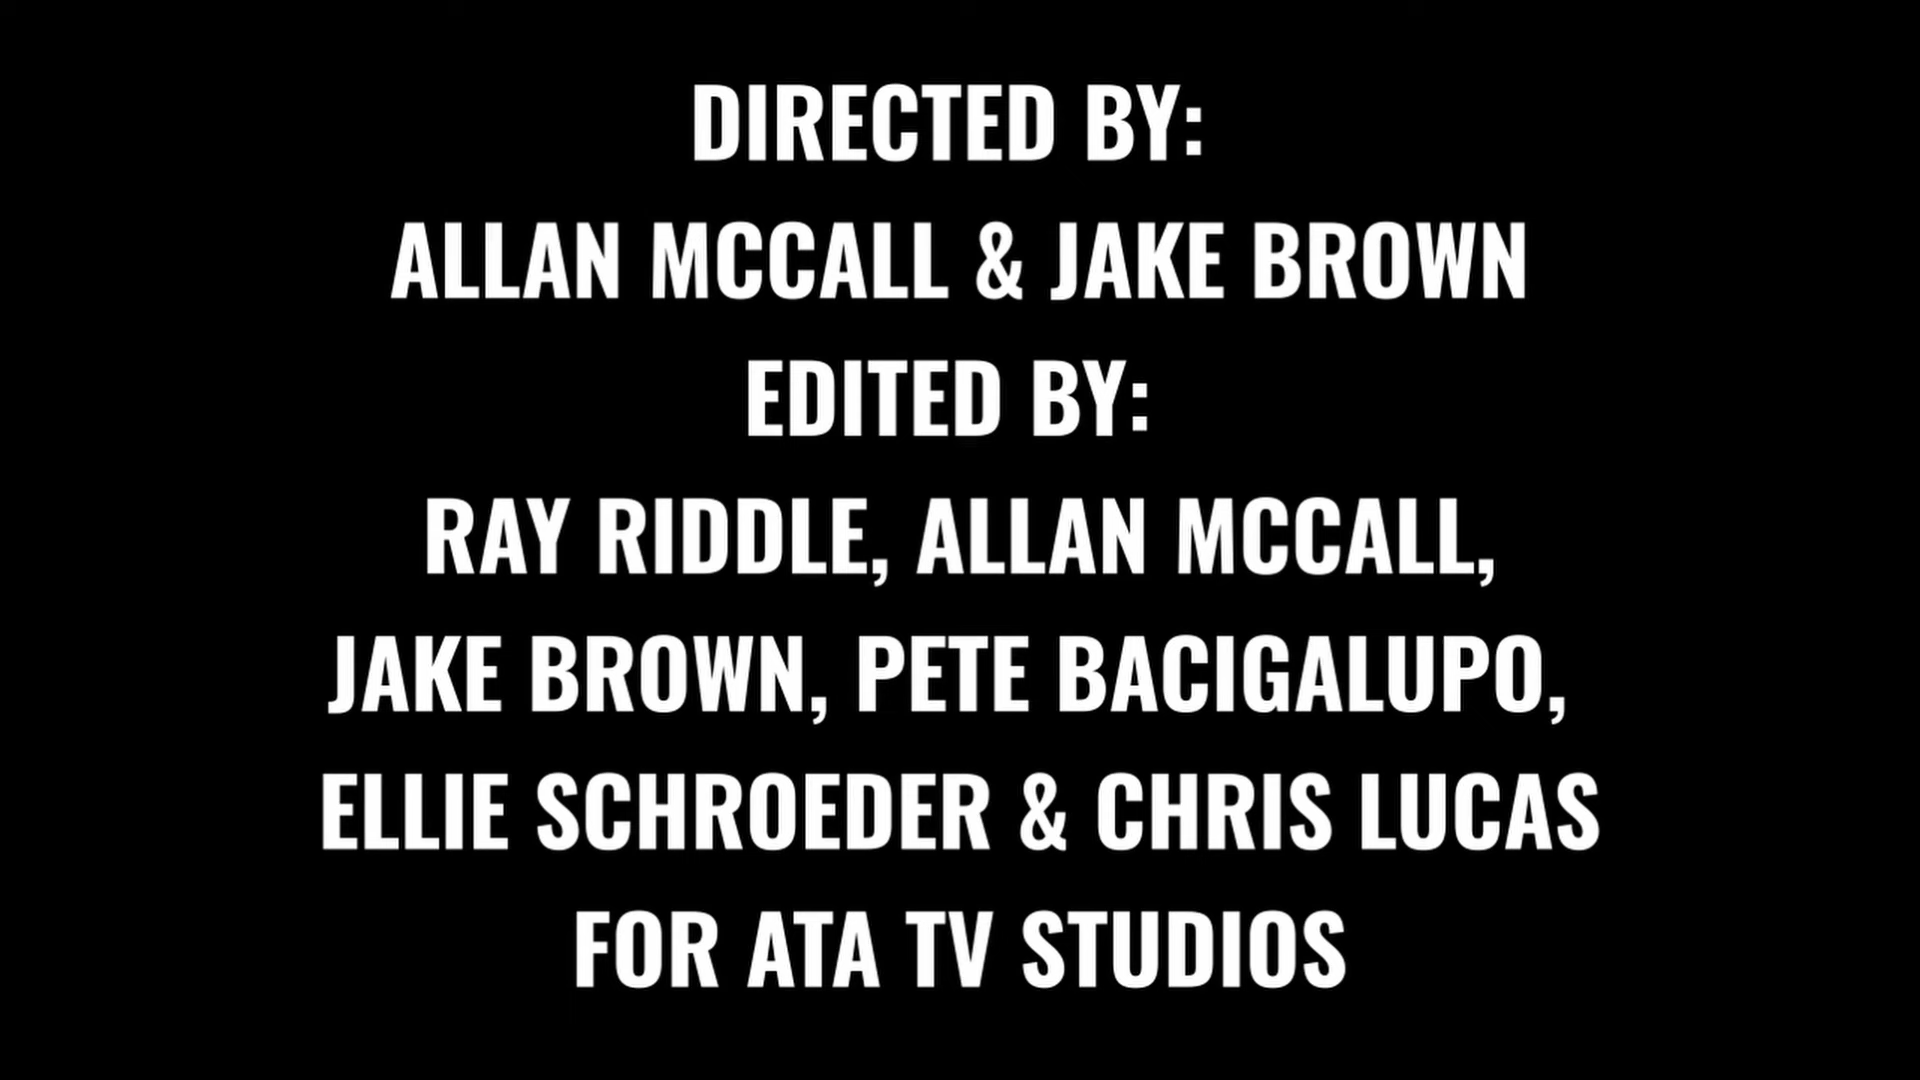 DIRECTED BY:
ALLAN MCCALL & JAKE BROWN
EDITED BY:
RAY RIDDLE, ALLAN MCCALL,
JAKE BROWN, PETE BACIGALUPO,
ELLIE SCHROEDER & CHRIS LUCAS
FOR ATA TV STUDIOS